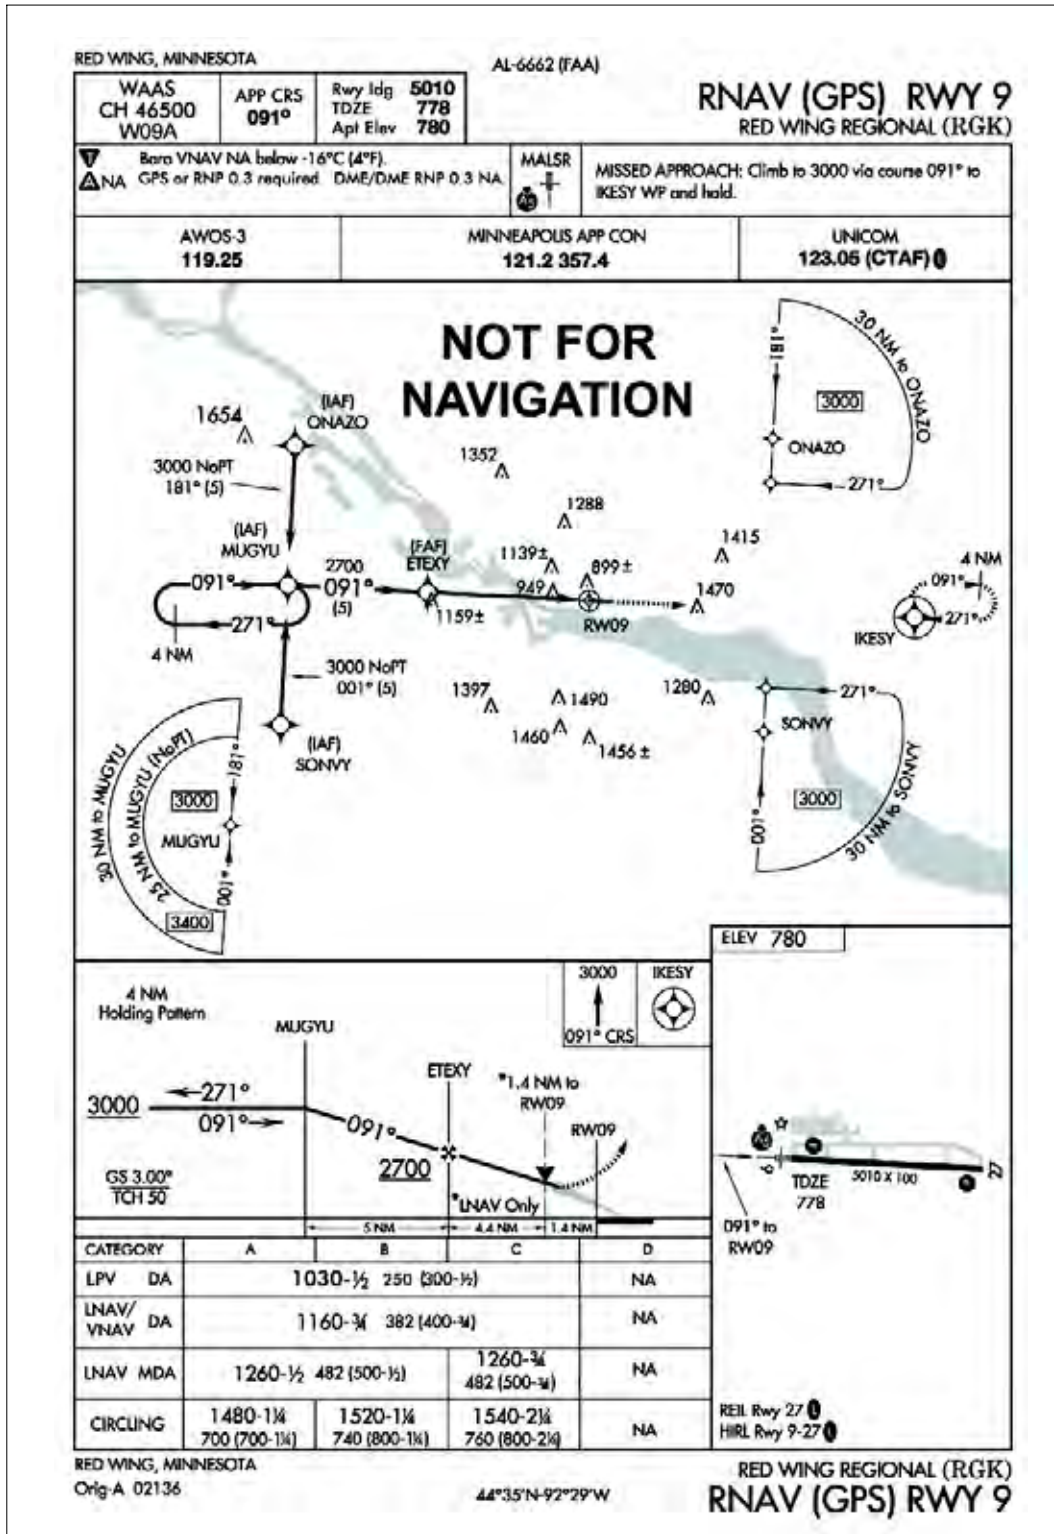 RED WING, MINNESOTA
AL-6662 (FAA)
WAAS
CH 46500
W09A
APP CRS
091°
Rwy ldg 5010
TDZE 778
Apt Elev 780
RNAV (GPS) RWY 9
RED WING REGIONAL (RGK)
T
A NA
Baro VNAV NA below -16°C (4°F).
GPS or RNP 0.3 required. DME/DME RNP 0.3 NA.
MALSR
MISSED APPROACH: Climb to 3000 via course 091° to
IKESY WP and hold.
AWOS-3
119.25
MINNEAPOLIS APP CON
121.2 357.4
UNICOM
123.05 (CTAF) L
NOT FOR
NAVIGATION
30 NM to ONAZO
181°
3000
ONAZO
271°
1654
(IAF)
ONAZO
3000 NoPT
181° (5)
1352
1288
(IAF)
MUGYU
(FAF)
ETEXY
1139±
899±
1415
2700
091°
091°
(5)
949
1470
4 NM
091°
271°
IKESY
271°
1159±
RW09
4 NM
3000 NoPT
001° (5)
1397
1490
1280
271°
SONVY
1460
1456 ±
(IAF)
SONVY
30 NM to MUGYU
25 NM to MUGYU (NoPT)
181°
3000
MUGYU
001°
3400
3000
001°
30 NM to SONVY
ELEV 780
3000
091° CRS
IKESY
4 NM
Holding Pattern
MUGYU
ETEXY
*1.4 NM to
RW09
RW09
271°
3000
091°
091°
2700
GS 3.00°
TCH 50
*LNAV Only
5 NM
4.4 NM
1.4 NM
9
TDZE
778
5010 X 100
27
091° to
RW09
CATEGORY A B C D
LPV DA 1030-½ 250 (300-½) NA
LNAV/
VNAV DA 1160-¾ 382 (400-¾) NA
LNAV MDA 1260-½ 482 (500-½) 1260-¾
482 (500-¾) NA
CIRCLING 1480-1¼
700 (700-1¼) 1520-1¼
740 (800-1¼) 1540-2¼
760 (800-2¼) NA
REIL Rwy 27 L
HIRL Rwy 9-27 L
RED WING, MINNESOTA
Orig-A 02136
44°35'N-92°29'W
RED WING REGIONAL (RGK)
RNAV (GPS) RWY 9